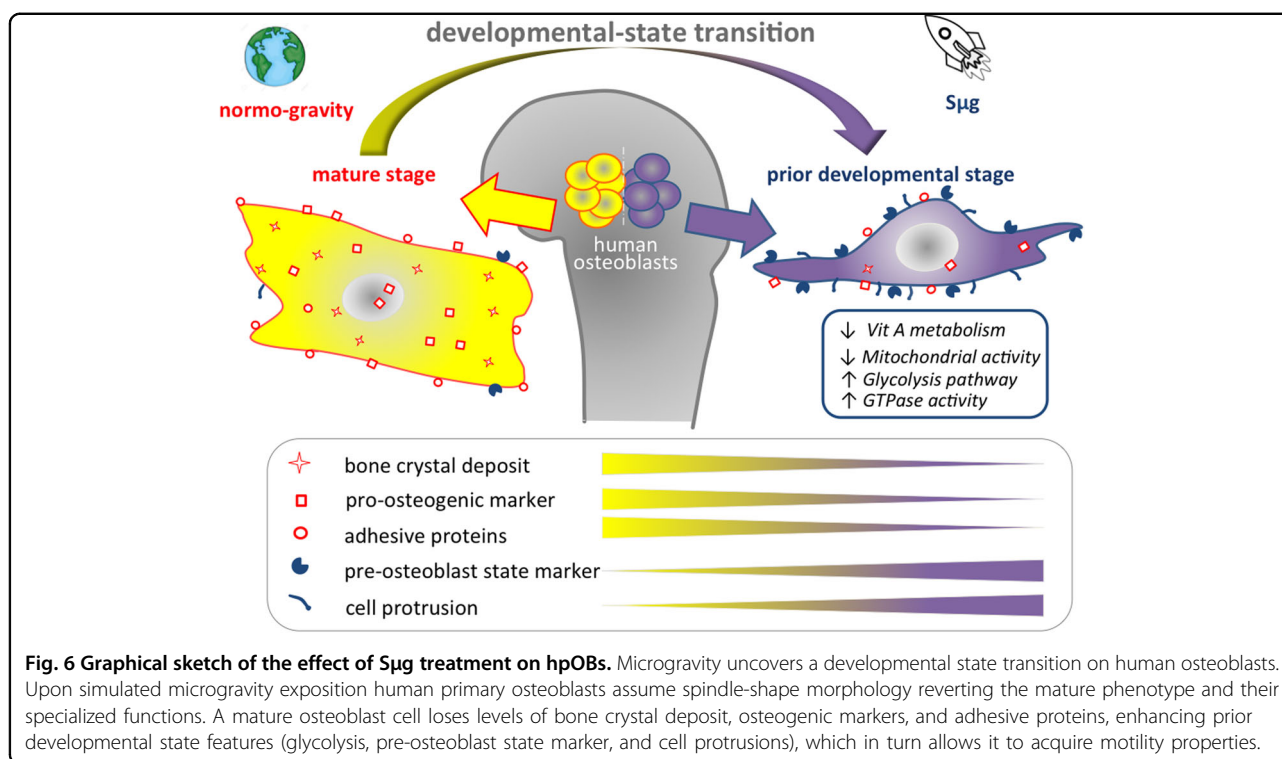 developmental-state transition
normo-gravity
Sµg
mature stage
prior developmental stage
human
osteoblasts
↓ Vit A metabolism
↓ Mitochondrial activity
↑ Glycolysis pathway
↑ GTPase activity
bone crystal deposit
pro-osteogenic marker
adhesive proteins
pre-osteoblast state marker
cell protrusion
Fig. 6 Graphical sketch of the effect of Sµg treatment on hpOBs. Microgravity uncovers a developmental state transition on human osteoblasts.
Upon simulated microgravity exposition human primary osteoblasts assume spindle-shape morphology reverting the mature phenotype and their
specialized functions. A mature osteoblast cell loses levels of bone crystal deposit, osteogenic markers, and adhesive proteins, enhancing prior
developmental state features (glycolysis, pre-osteoblast state marker, and cell protrusions), which in turn allows it to acquire motility properties.